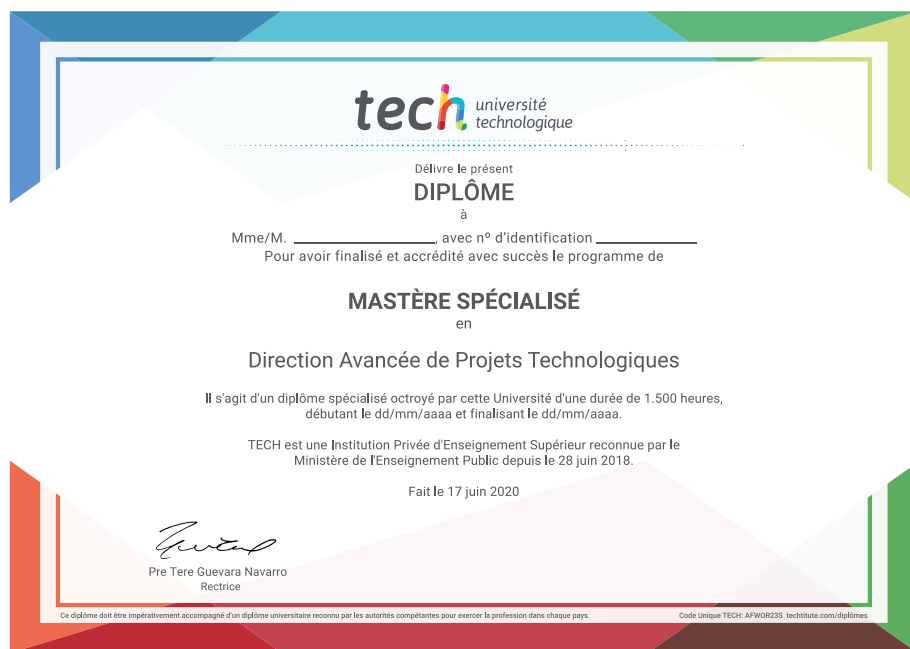 tech université
technologique
Délivre le présent
DIPLÔME
à
Mme/M. ____________, avec nº d'identification ____________
Pour avoir finalisé et accrédité avec succès le programme de
MASTÈRE SPÉCIALISÉ
en
Direction Avancée de Projets Technologiques
Il s'agit d'un diplôme spécialisé octroyé par cette Université d'une durée de 1.500 heures,
débutant le dd/mm/aaaa et finalisant le dd/mm/aaaa.
TECH est une Institution Privée d'Enseignement Supérieur reconnue par le
Ministère de l'Enseignement Public depuis le 28 juin 2018.
Fait le 17 juin 2020
Pre Tere Guevara Navarro
Rectrice
Ce diplôme doit être impérativement accompagné d'un diplôme universitaire reconnu par les autorités compétentes pour exercer la profession dans chaque pays.
Code Unique TECH: AFWOR23S techtitute.com/diplômes